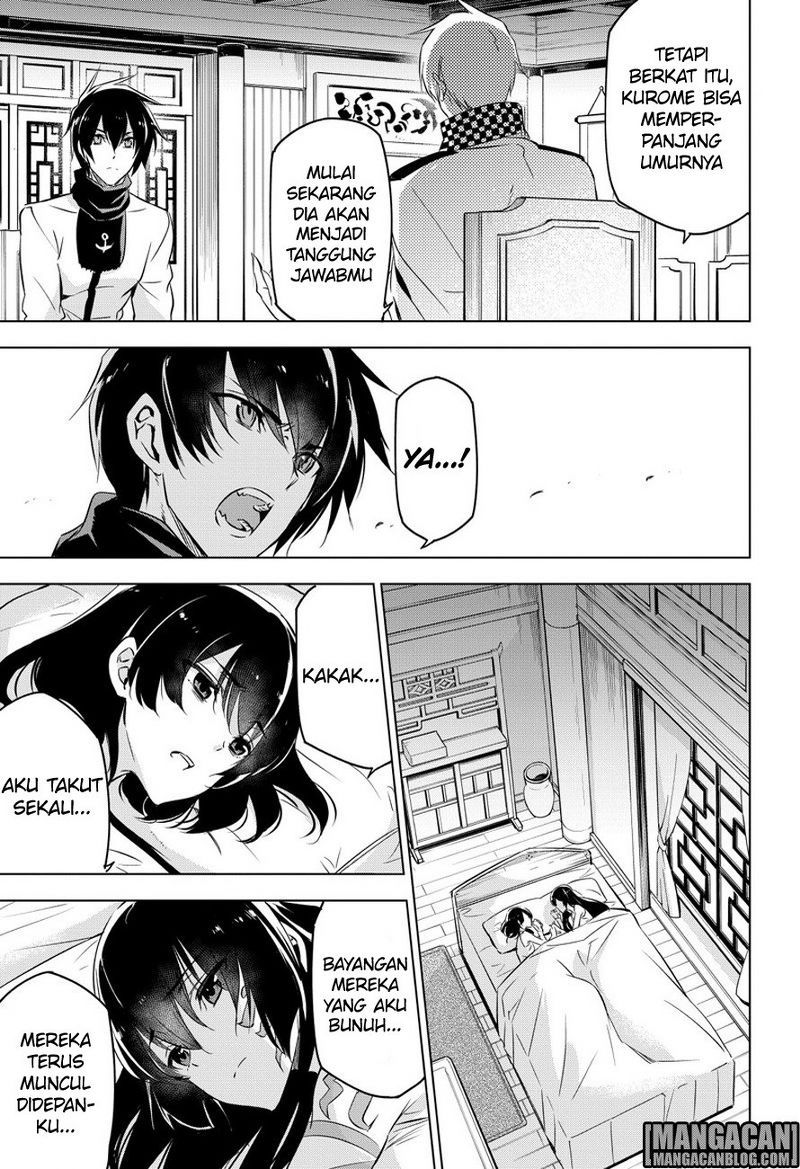 TETAPI
BERKAT ITU,
KUROME BISA
MEMPER-
PANJANG
UMURNYA
MULAI
SEKARANG
DIA AKAN
MENJADI
TANGGUNG
JAWABMU
YA...!
KAKAK...
AKU TAKUT
SEKALI...
BAYANGAN
MEREKA
YANG AKU
BUNUH...
MEREKA
TERUS
MUNCUL
DIDEPAN-
KU...
[MANGACAN]
MANGACANBLOG.COM